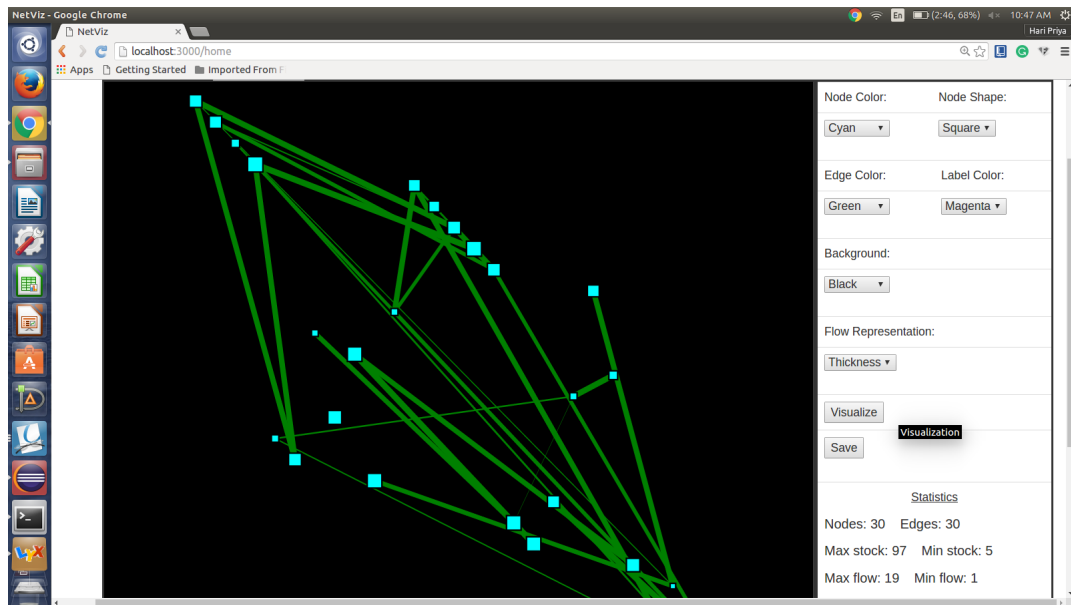 NetViz - Google Chrome
En (2:46, 68%) 10:47 AM
NetViz × Hari Priya
localhost:3000/home
Apps Getting Started Imported From F
Node Color: Node Shape:
Cyan Square
Edge Color: Label Color:
Green Magenta
Background:
Black
Flow Representation:
Thickness
Visualize
Visualization
Save
Statistics
Nodes: 30 Edges: 30
Max stock: 97 Min stock: 5
Max flow: 19 Min flow: 1